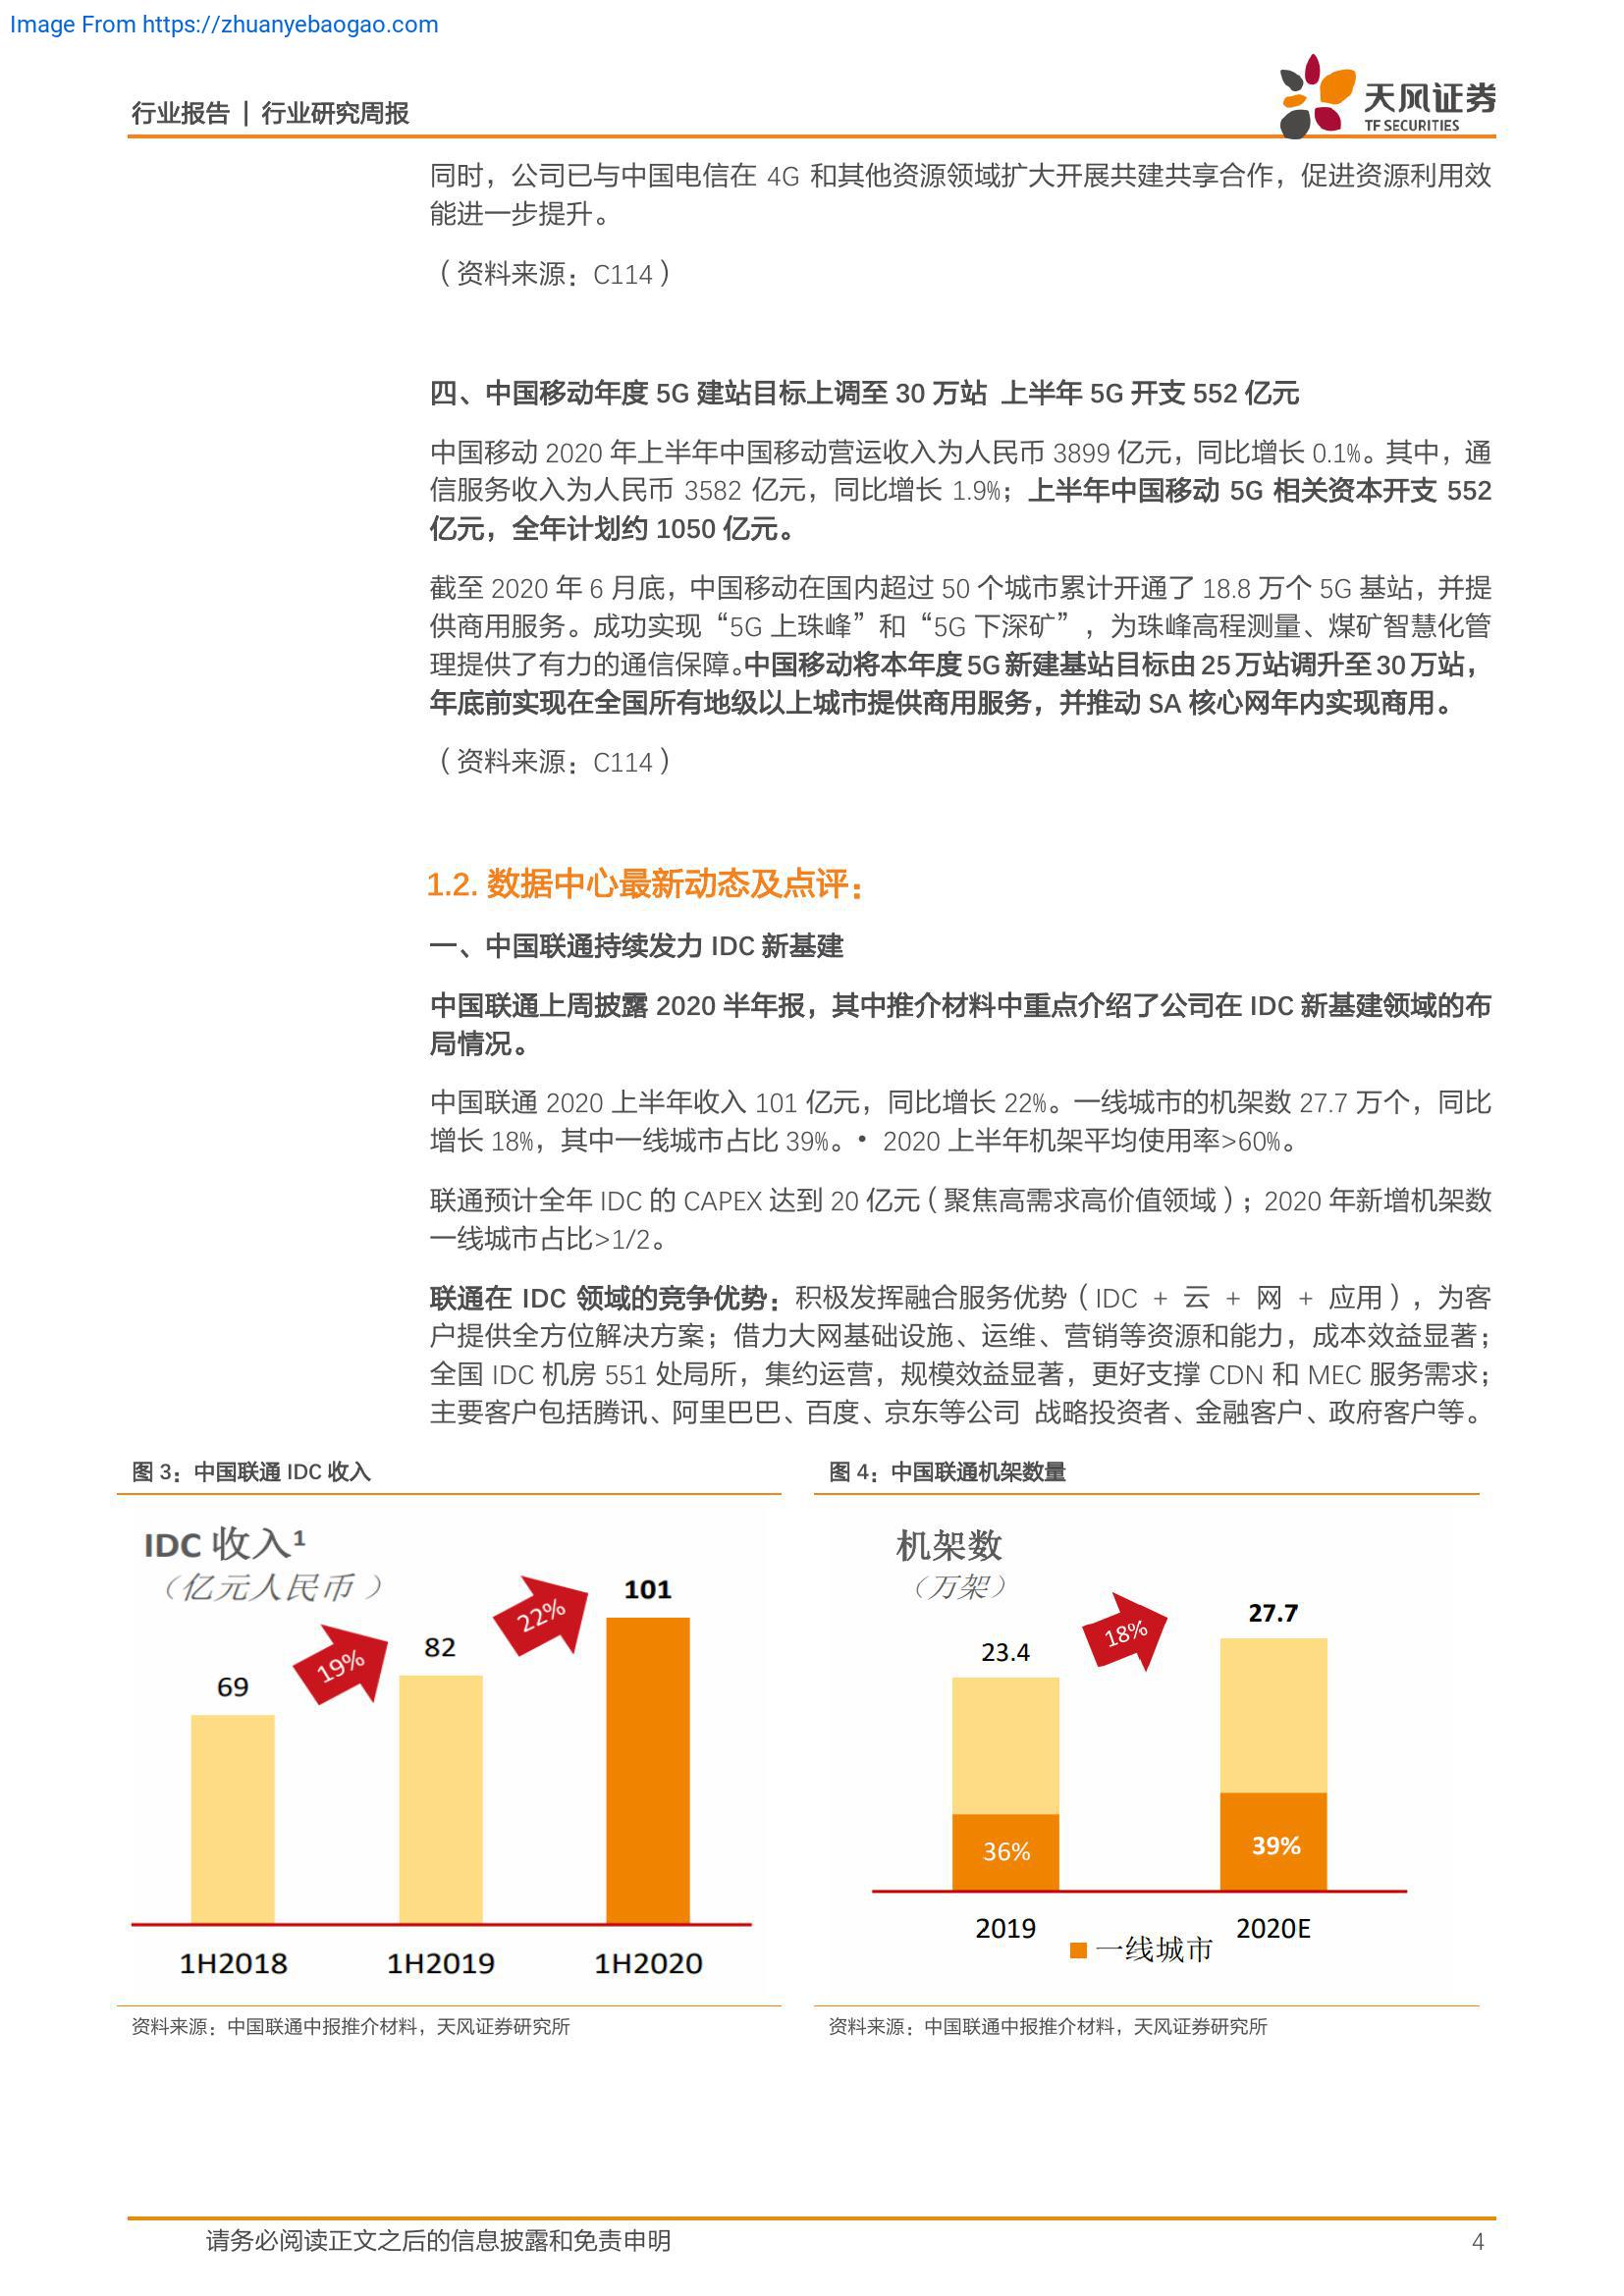 Image From https://zhuanyebaogao.com
行业报告 | 行业研究周报
天风证券
TF SECURITIES
同时，公司已与中国电信在 4G 和其他资源领域扩大开展共建共享合作，促进资源利用效
能进一步提升。
（资料来源：C114）
四、中国移动年度 5G 建站目标上调至 30 万站 上半年 5G 开支 552 亿元
中国移动 2020 年上半年中国移动营运收入为人民币 3899 亿元，同比增长 0.1%。其中，通
信服务收入为人民币 3582 亿元，同比增长 1.9%；上半年中国移动 5G 相关资本开支 552
亿元，全年计划约 1050 亿元。
截至 2020 年 6 月底，中国移动在国内超过 50 个城市累计开通了 18.8 万个 5G 基站，并提
供商用服务。成功实现“5G 上珠峰”和“5G 下深矿”，为珠峰高程测量、煤矿智慧化管
理提供了有力的通信保障。中国移动将本年度 5G 新建基站目标由 25 万站调升至 30 万站，
年底前实现在全国所有地级以上城市提供商用服务，并推动 SA 核心网年内实现商用。
（资料来源：C114）
1.2. 数据中心最新动态及点评：
一、中国联通持续发力 IDC 新基建
中国联通上周披露 2020 半年报，其中推介材料中重点介绍了公司在 IDC 新基建领域的布
局情况。
中国联通 2020 上半年收入 101 亿元，同比增长 22%。一线城市的机架数 27.7 万个，同比
增长 18%，其中一线城市占比 39%。• 2020 上半年机架平均使用率>60%。
联通预计全年 IDC 的 CAPEX 达到 20 亿元（聚焦高需求高价值领域）；2020 年新增机架数
一线城市占比>1/2。
联通在 IDC 领域的竞争优势：积极发挥融合服务优势（IDC + 云 + 网 + 应用），为客
户提供全方位解决方案；借力大网基础设施、运维、营销等资源和能力，成本效益显著；
全国 IDC 机房 551 处局所，集约运营，规模效益显著，更好支撑 CDN 和 MEC 服务需求；
主要客户包括腾讯、阿里巴巴、百度、京东等公司 战略投资者、金融客户、政府客户等。
图 3：中国联通 IDC 收入
IDC 收入¹
（亿元人民币）
69
19%
82
22%
101
1H2018
1H2019
1H2020
资料来源：中国联通中报推介材料，天风证券研究所
图 4：中国联通机架数量
机架数
（万架）
23.4
18%
27.7
36%
39%
2019
2020E
一线城市
资料来源：中国联通中报推介材料，天风证券研究所
请务必阅读正文之后的信息披露和免责申明
4